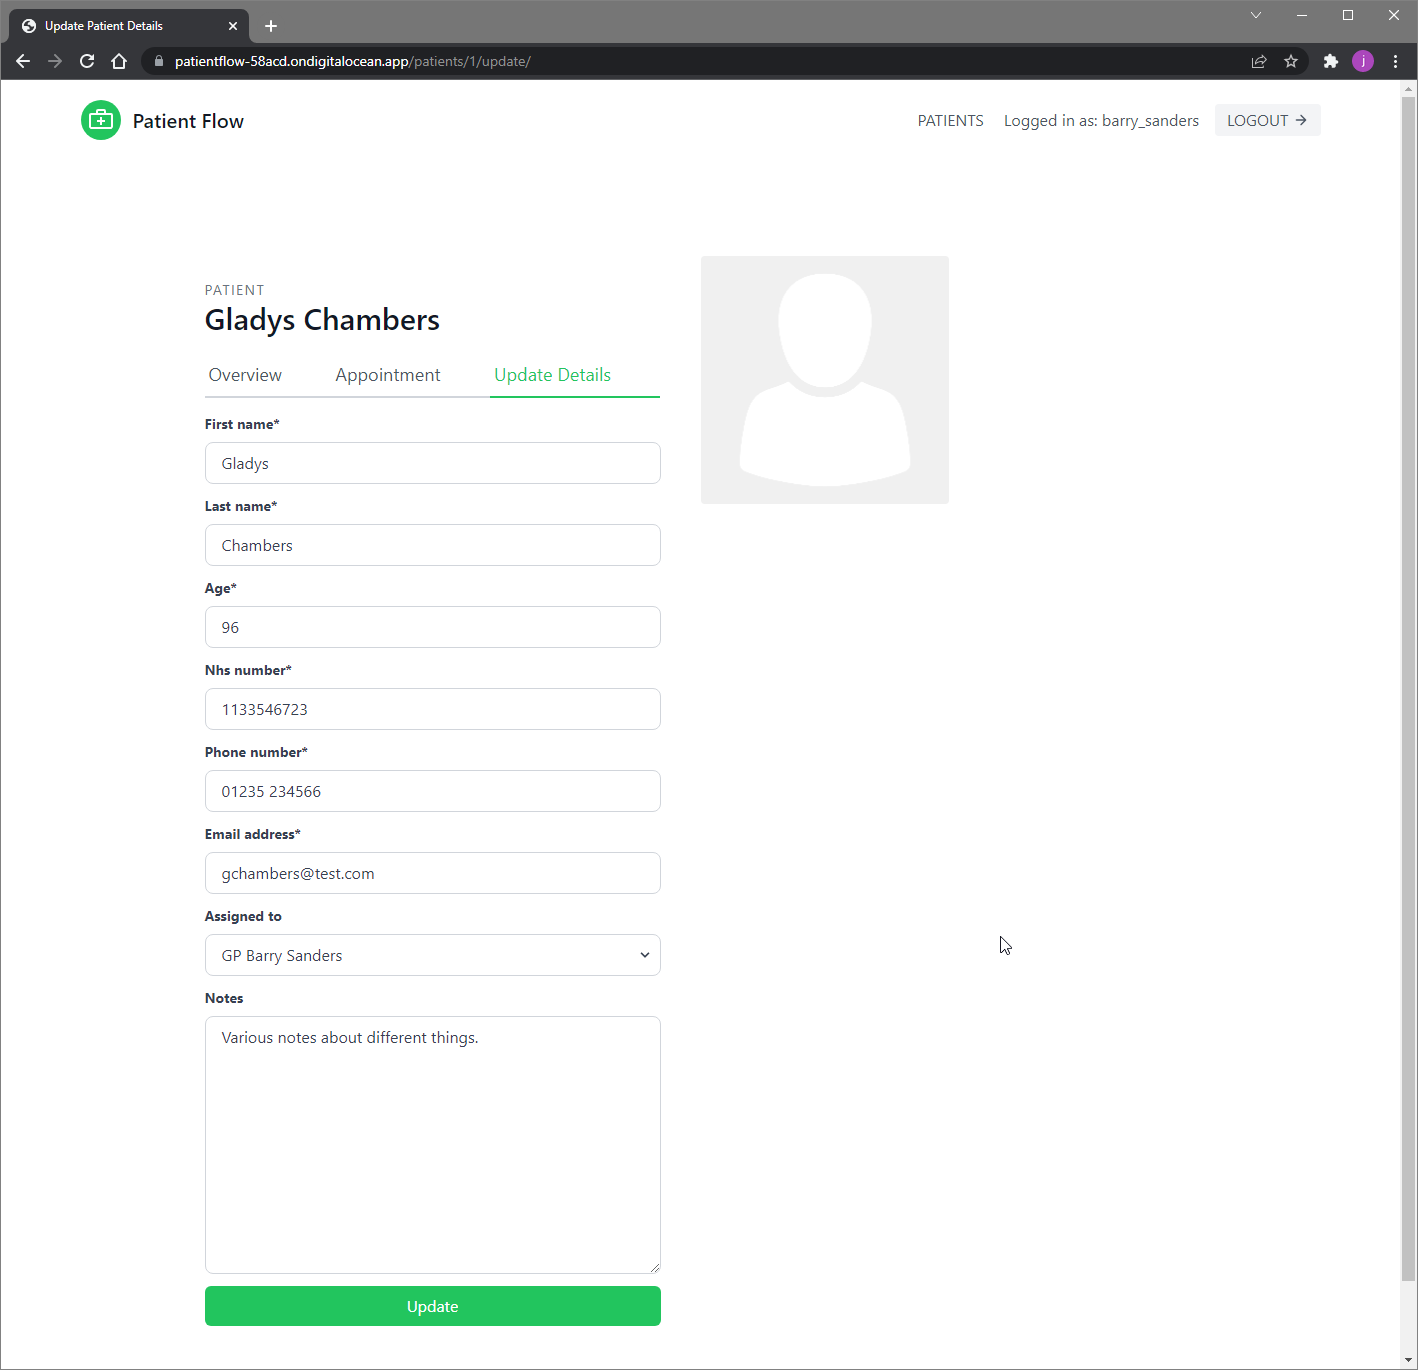 Update Patient Details
patientflow-58acd.ondigitalocean.app/patients/1/update/
j
Patient Flow
PATIENTS
Logged in as: barry_sanders
LOGOUT →
PATIENT
Gladys Chambers
Overview
Appointment
Update Details
First name*
Gladys
Last name*
Chambers
Age*
96
Nhs number*
1133546723
Phone number*
01235 234566
Email address*
gchambers@test.com
Assigned to
GP Barry Sanders
Notes
Various notes about different things.
Update